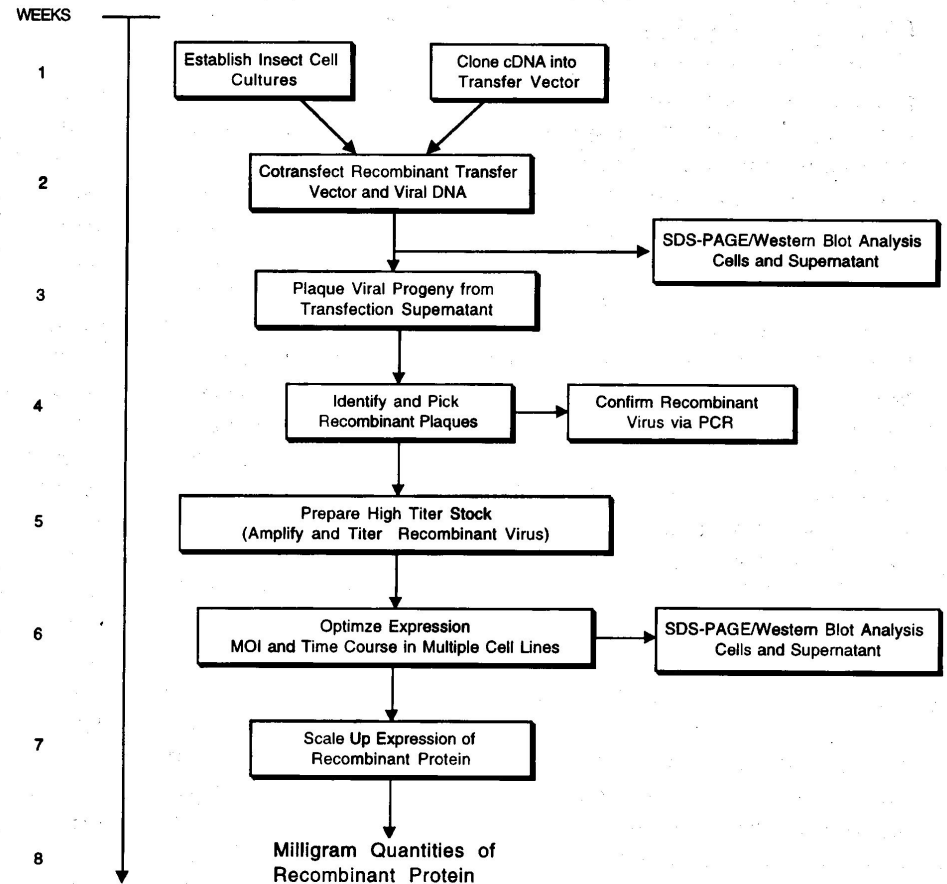 WEEKS
1
Establish Insect Cell
Cultures
Clone cDNA into
Transfer Vector
2
Cotransfect Recombinant Transfer
Vector and Viral DNA
SDS-PAGE/Western Blot Analysis
Cells and Supernatant
3
Plaque Viral Progeny from
Transfection Supernatant
4
Identify and Pick
Recombinant Plaques
Confirm Recombinant
Virus via PCR
5
Prepare High Titer Stock
(Amplify and Titer Recombinant Virus)
6
Optimze Expression
MOI and Time Course in Multiple Cell Lines
SDS-PAGE/Western Blot Analysis
Cells and Supernatant
7
Scale Up Expression of
Recombinant Protein
8
Milligram Quantities of
Recombinant Protein